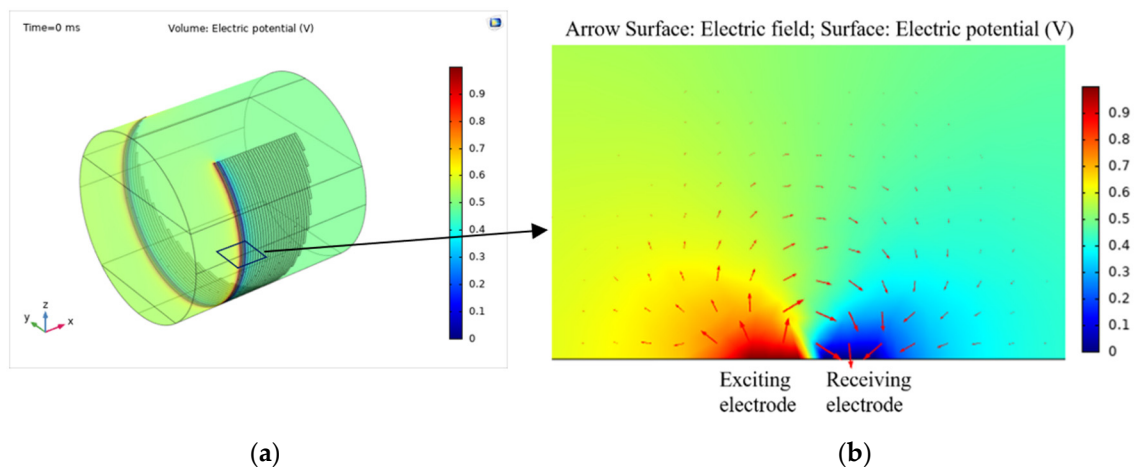 Time=0 ms
Volume: Electric potential (V)
0.9
0.8
0.7
0.6
0.5
0.4
0.3
0.2
0.1
0
z
y
x
Arrow Surface: Electric field; Surface: Electric potential (V)
0.9
0.8
0.7
0.6
0.5
0.4
0.3
0.2
0.1
0
Exciting
electrode
Receiving
electrode
(a)
(b)